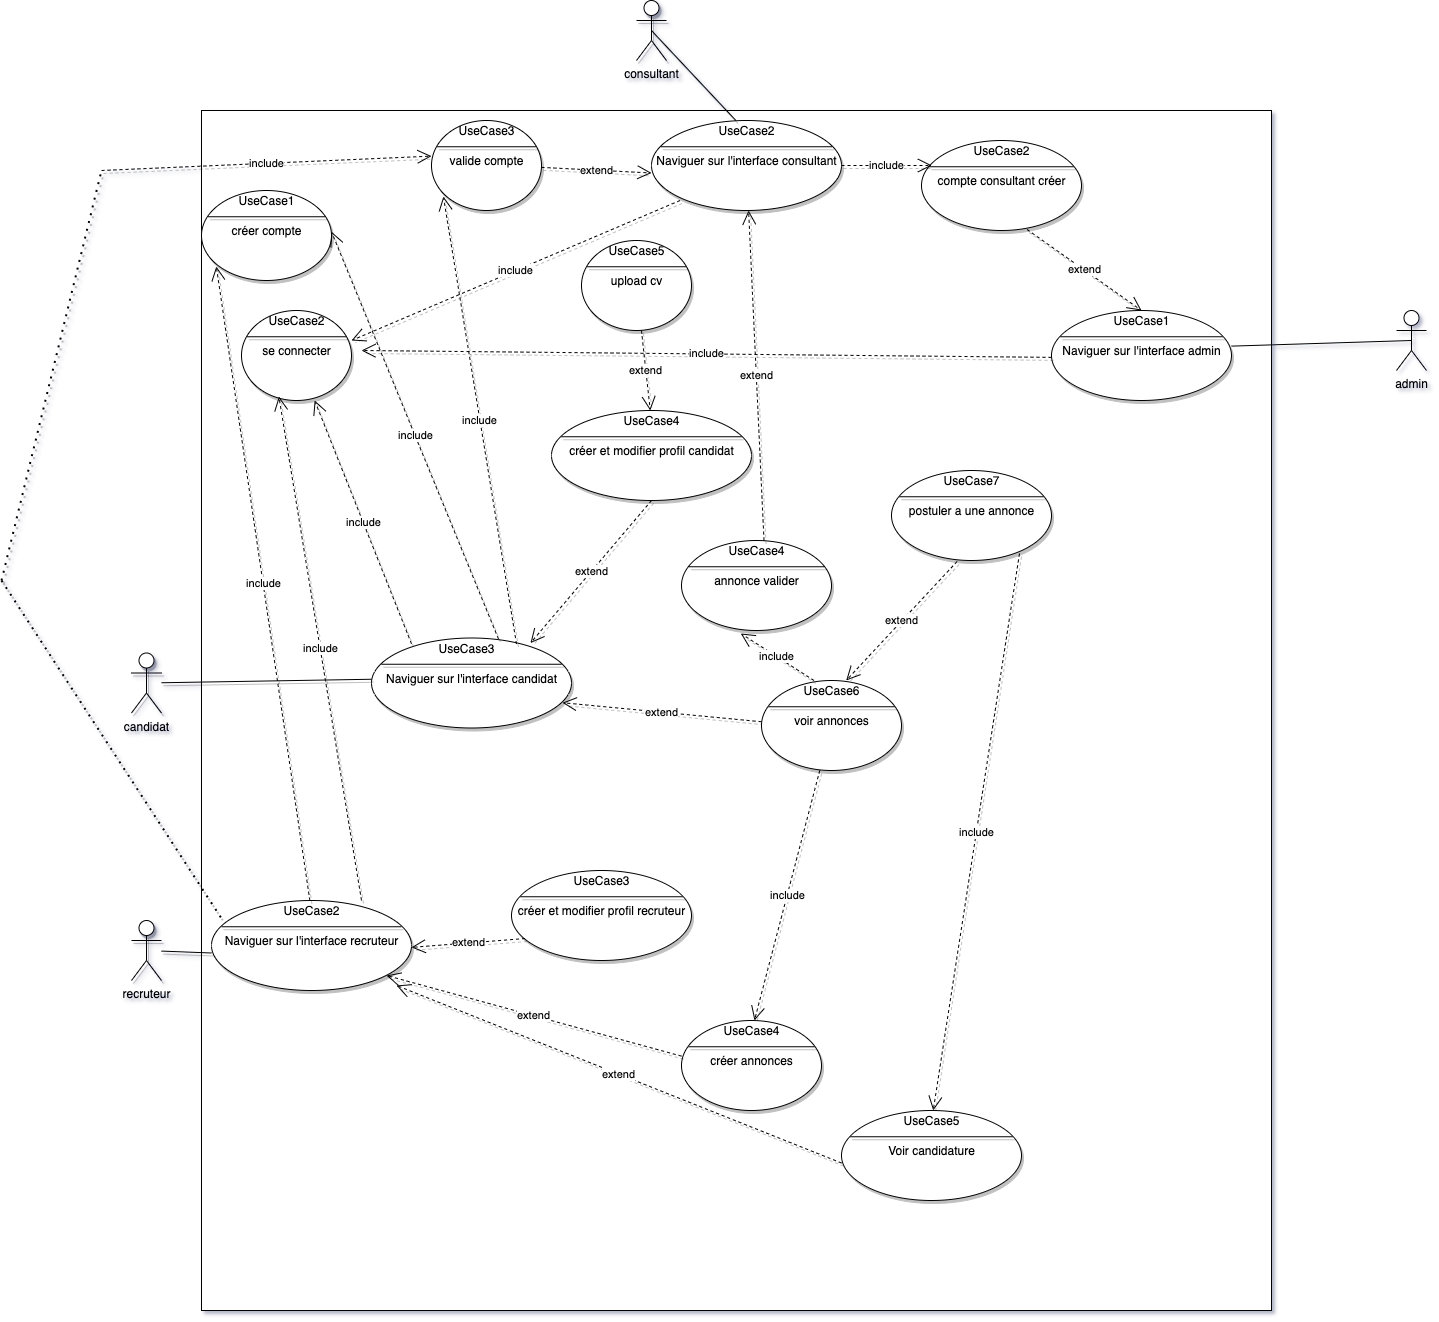 consultant
UseCase3
valide compte
UseCase2
Naviguer sur l'interface consultant
UseCase2
compte consultant créer
include
extend
include
UseCase1
créer compte
UseCase5
upload cv
include
extend
UseCase2
se connecter
include
UseCase1
Naviguer sur l'interface admin
admin
extend
extend
UseCase4
créer et modifier profil candidat
include
include
UseCase7
postuler a une annonce
include
extend
UseCase4
annonce valider
include
extend
include
include
UseCase3
Naviguer sur l'interface candidat
candidat
UseCase6
voir annonces
extend
include
include
UseCase3
créer et modifier profil recruteur
UseCase2
Naviguer sur l'interface recruteur
extend
recruteur
extend
UseCase4
créer annonces
extend
UseCase5
Voir candidature